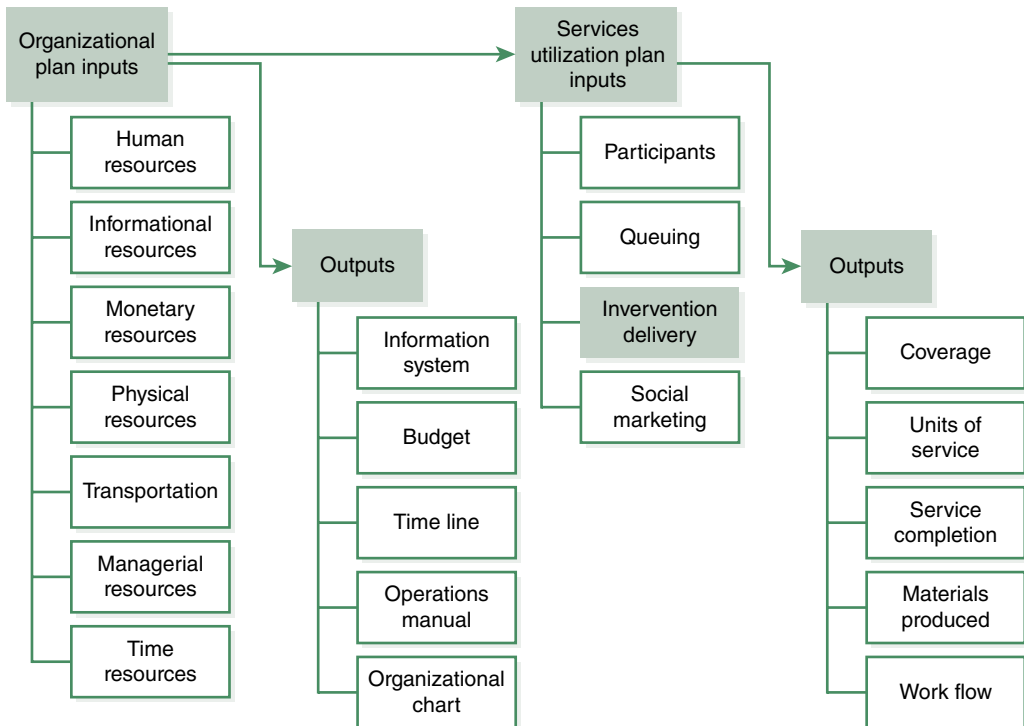 Organizational
plan inputs
Human
resources
Informational
resources
Monetary
resources
Physical
resources
Transportation
Managerial
resources
Time
resources
Outputs
Information
system
Budget
Time line
Operations
manual
Organizational
chart
Services
utilization plan
inputs
Participants
Queuing
Invervention
delivery
Social
marketing
Outputs
Coverage
Units of
service
Service
completion
Materials
produced
Work flow